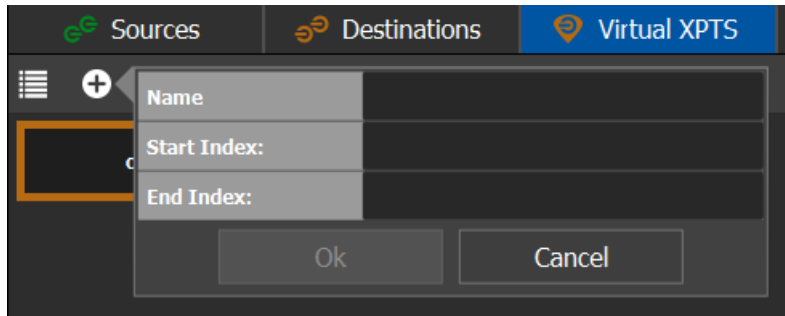 Sources
Destinations
Virtual XPTS
Name
Start Index:
End Index:
Ok
Cancel